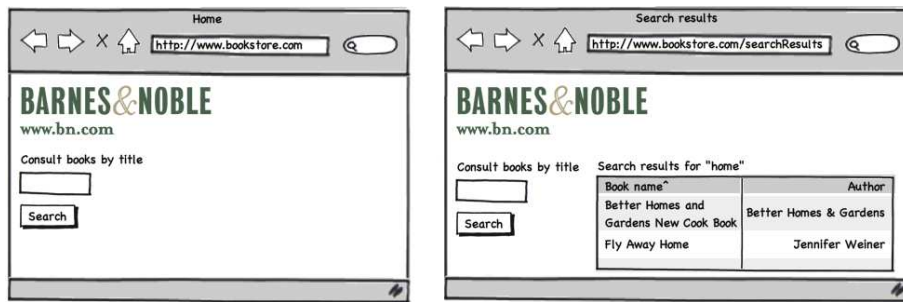 Home
http://www.bookstore.com
BARNES&NOBLE
www.bn.com
Consult books by title
Search
Search results
http://www.bookstore.com/searchResults
BARNES&NOBLE
www.bn.com
Consult books by title
Search
Search results for "home"
Book name^ Author
Better Homes and
Gardens New Cook Book Better Homes & Gardens
Fly Away Home Jennifer Weiner